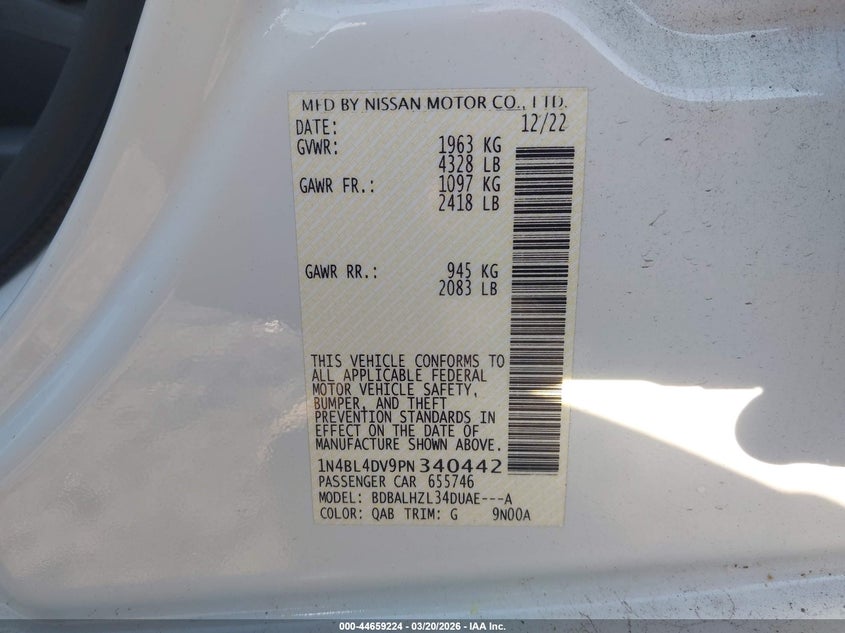 MFD BY NISSAN MOTOR CO., LTD.
DATE: 12/22
GVWR: 1963 KG
4328 LB
GAWR FR.: 1097 KG
2418 LB
GAWR RR.: 945 KG
2083 LB
THIS VEHICLE CONFORMS TO
ALL APPLICABLE FEDERAL
MOTOR VEHICLE SAFETY,
BUMPER, AND THEFT
PREVENTION STANDARDS IN
EFFECT ON THE DATE OF
MANUFACTURE SHOWN ABOVE.
1N4BL4DV9PN340442
PASSENGER CAR 655746
MODEL: BDBALHZL34DUAE---A
COLOR: QAB TRIM: G 9N00A
000-44659224 | 03/20/2026 | IAA Inc.